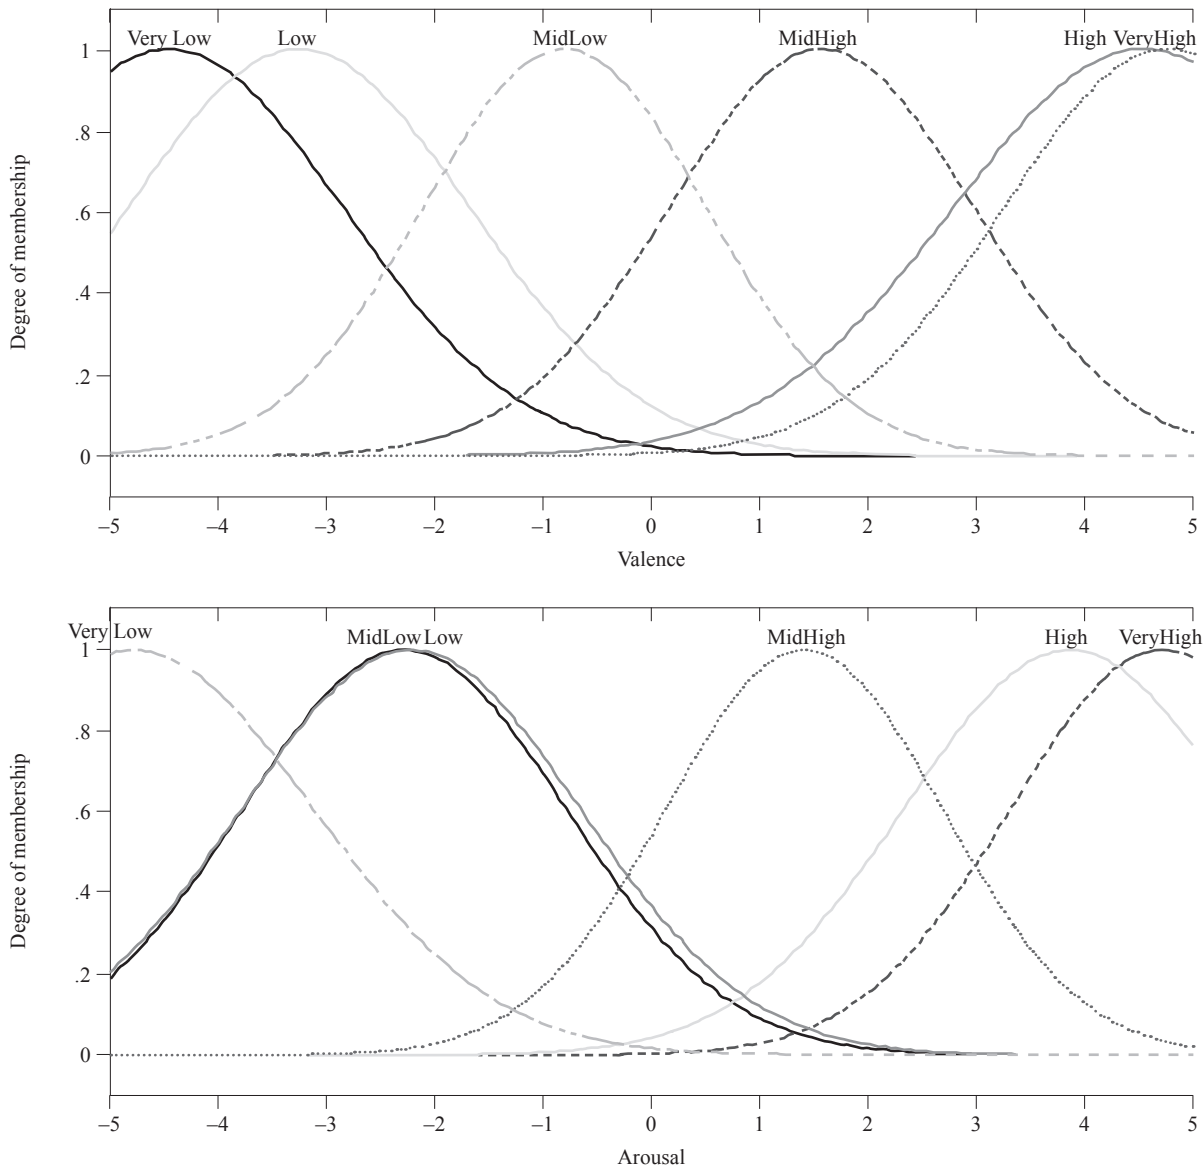 Very Low Low MidLow MidHigh High VeryHigh
1
.8
.6
.4
.2
0
Degree of membership
–5 –4 –3 –2 –1 0 1 2 3 4 5
Valence
Very Low MidLow Low MidHigh High VeryHigh
1
.8
.6
.4
.2
0
Degree of membership
–5 –4 –3 –2 –1 0 1 2 3 4 5
Arousal